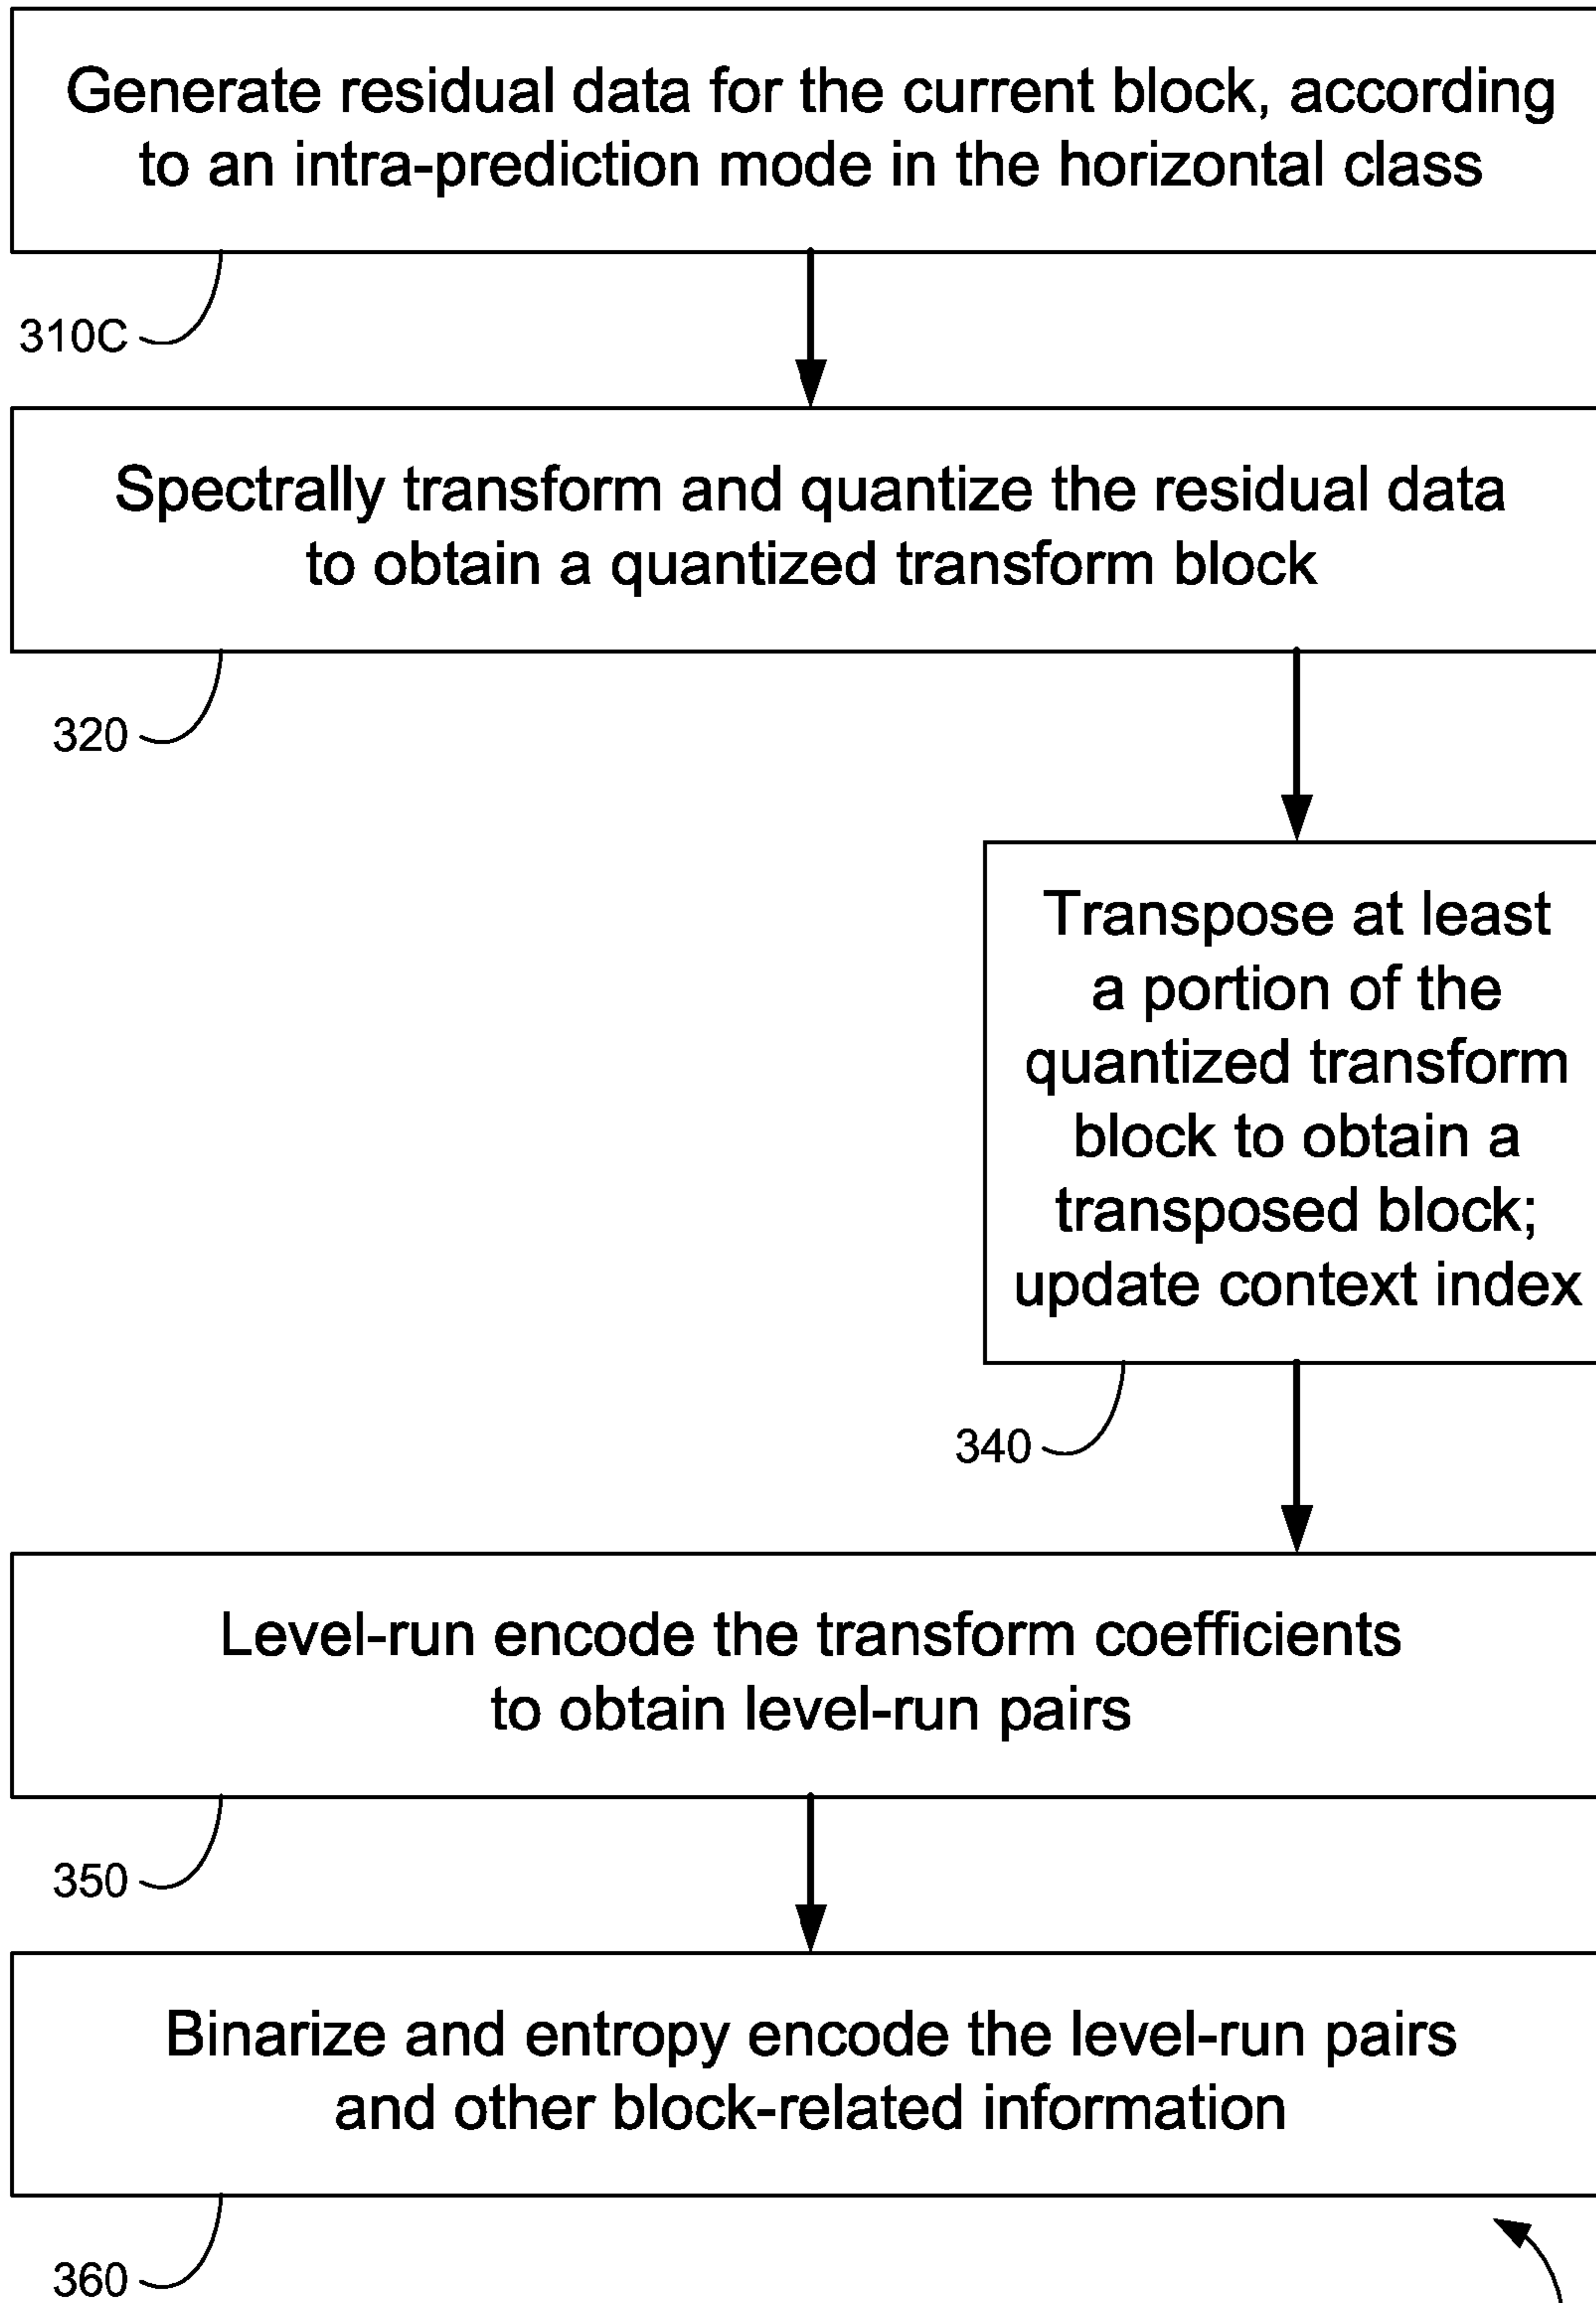 Generate residual data for the current block, according
to an intra-prediction mode in the horizontal class
310C
Spectrally transform and quantize the residual data
to obtain a quantized transform block
320
Transpose at least
a portion of the
quantized transform
block to obtain a
transposed block;
update context index
340
Level-run encode the transform coefficients
to obtain level-run pairs
350
Binarize and entropy encode the level-run pairs
and other block-related information
360